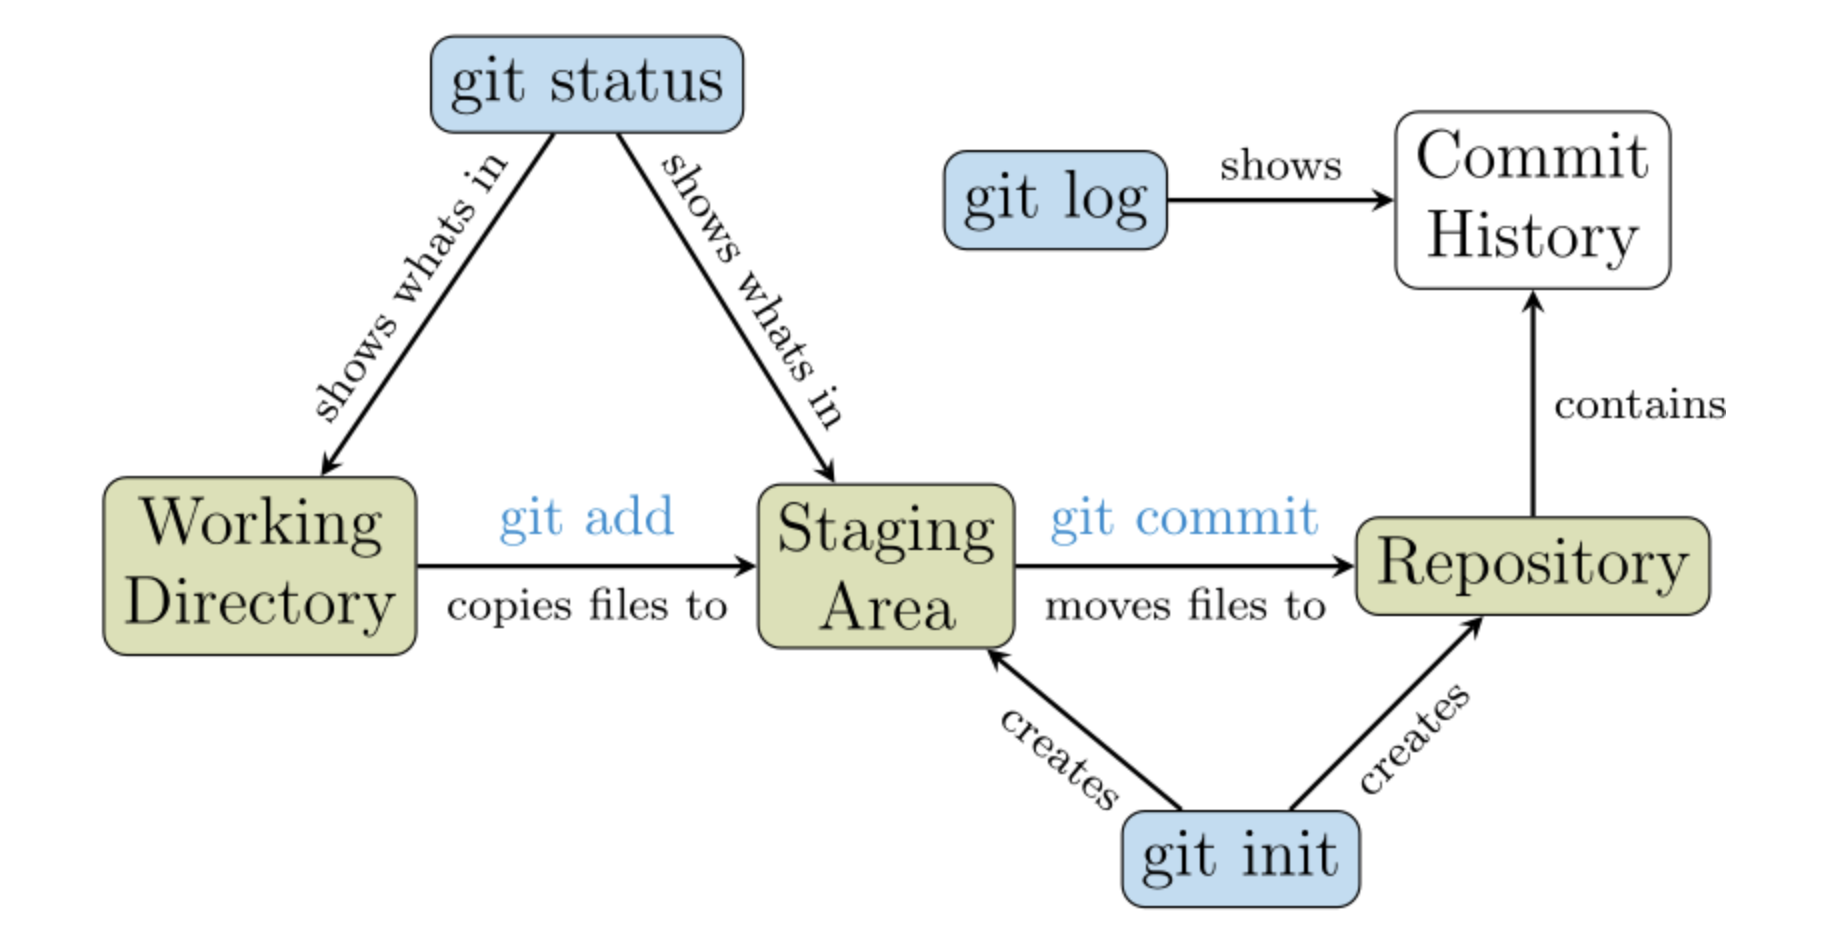 git status
git log
shows
Commit
History
shows whats in
shows whats in
contains
Working
Directory
git add
copies files to
Staging
Area
git commit
moves files to
Repository
creates
creates
git init